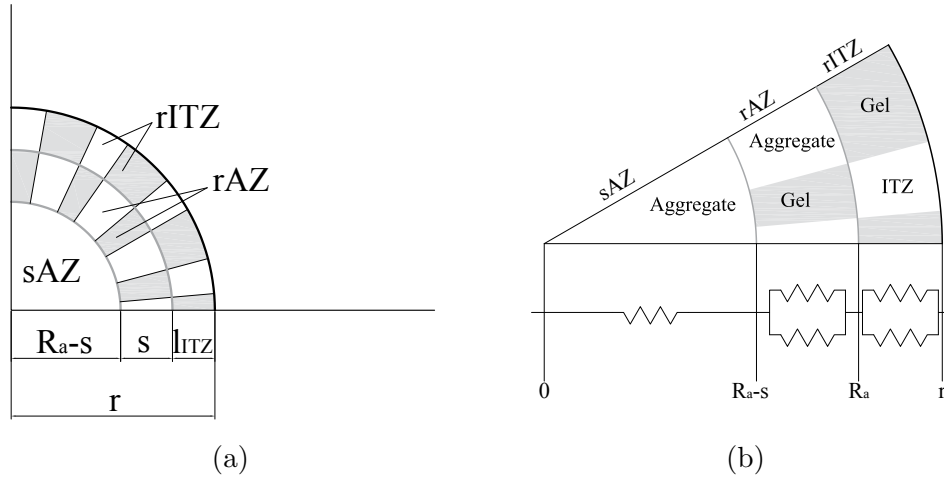 rITZ
rAZ
sAZ
Ra-s
s
lITZ
r
(a)
rITZ
rAZ
sAZ
Gel
Aggregate
ITZ
Aggregate
Gel
0
Ra-s
Ra
r
(b)